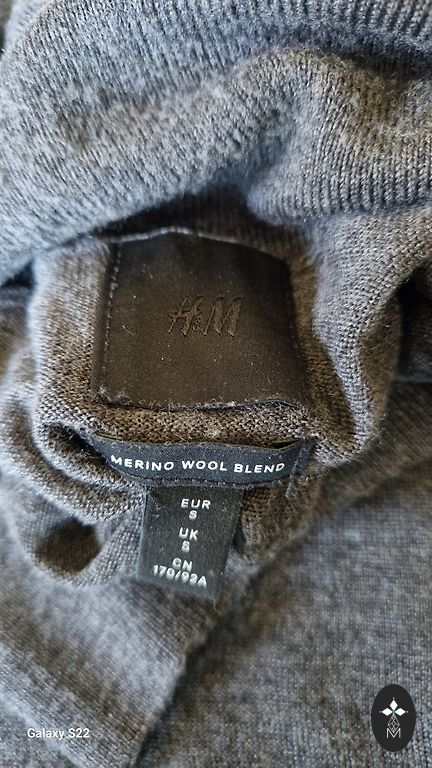 H&M
MERINO WOOL BLEND
EUR
S
UK
S
CN
170/92A
Galaxy S22
M